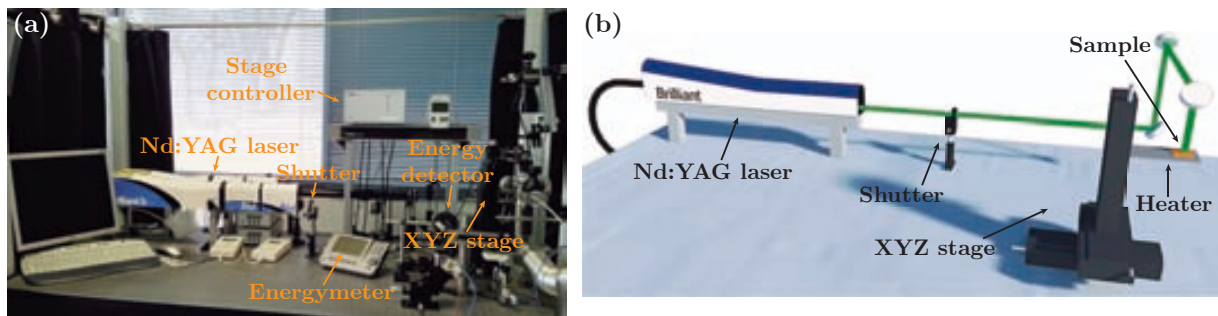 (a)
Stage
controller
Nd:YAG laser
Shutter
Energy
detector
XYZ stage
Energymeter
(b)
Sample
Brilliant
Nd:YAG laser
Shutter
Heater
XYZ stage